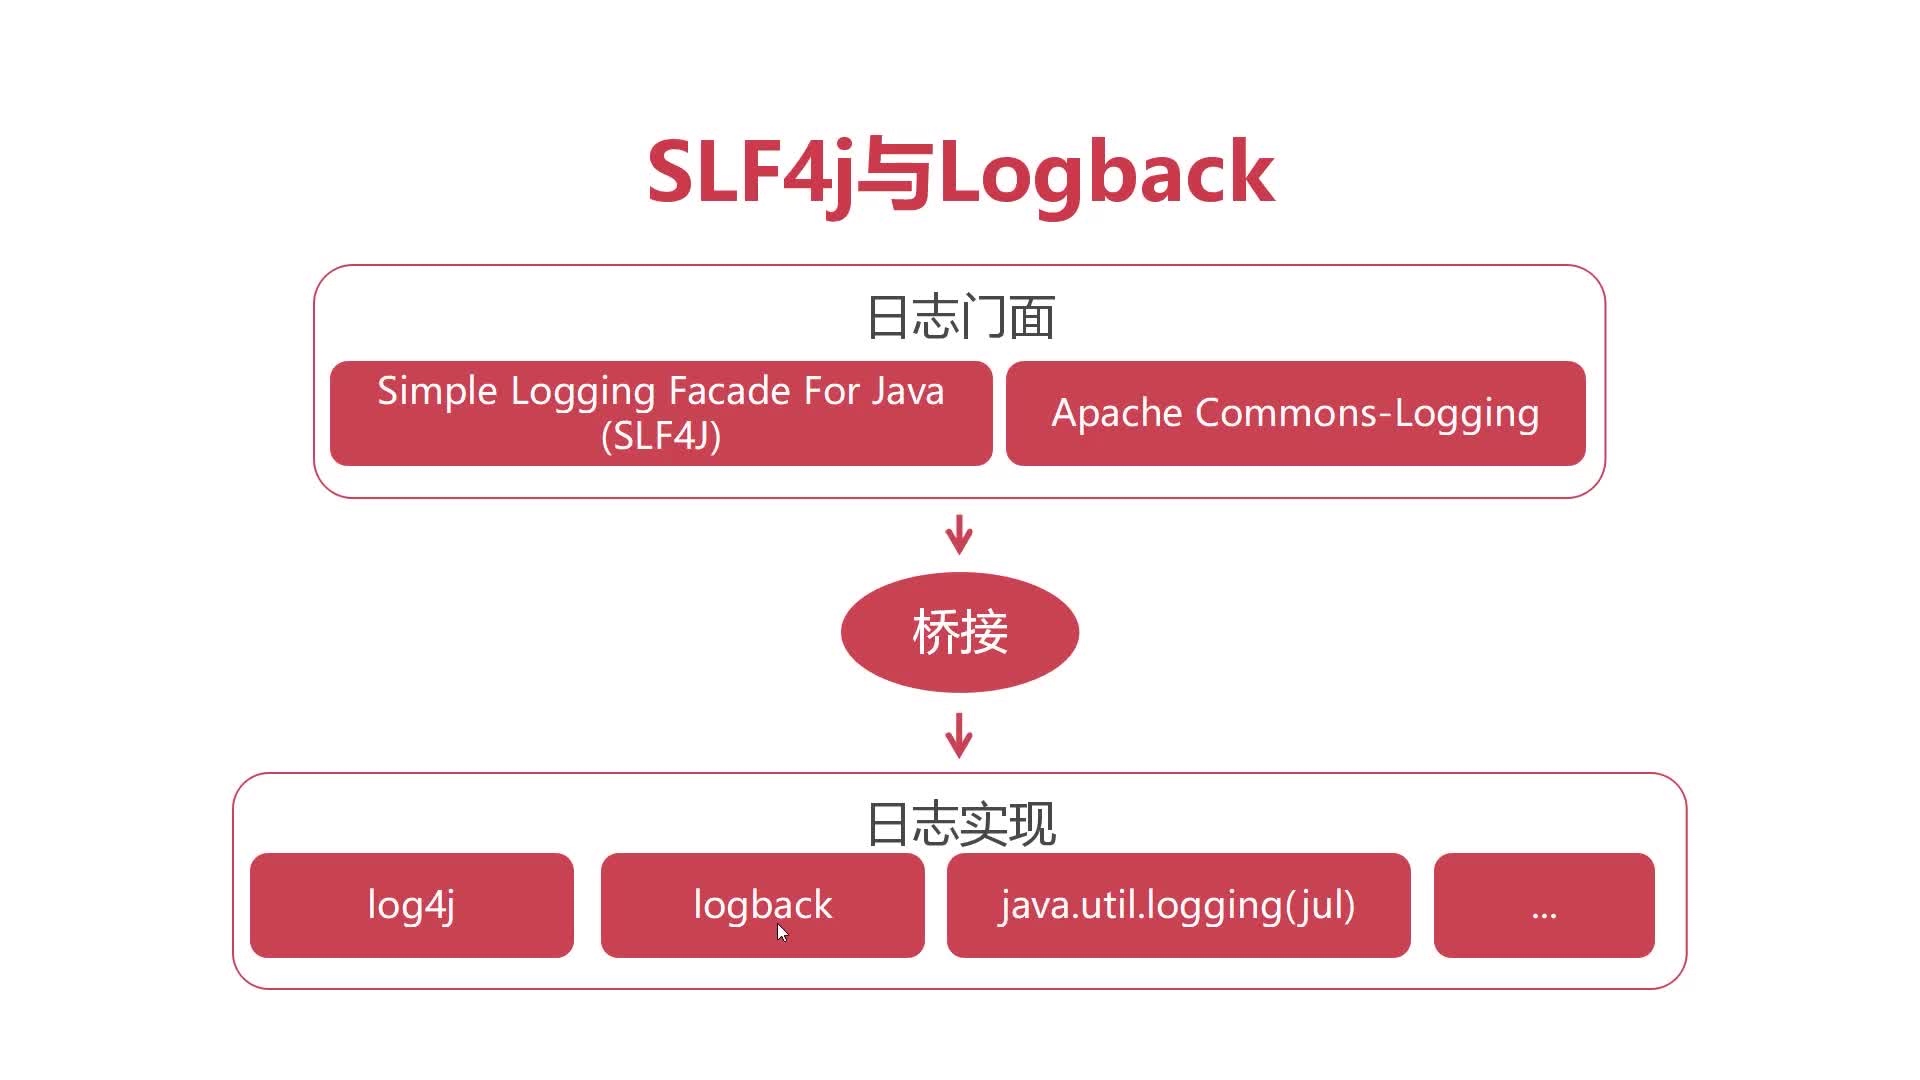 SLF4j与Logback
日志门面
Simple Logging Facade For Java
(SLF4J)
Apache Commons-Logging
桥接
日志实现
log4j
logback
java.util.logging(jul)
...